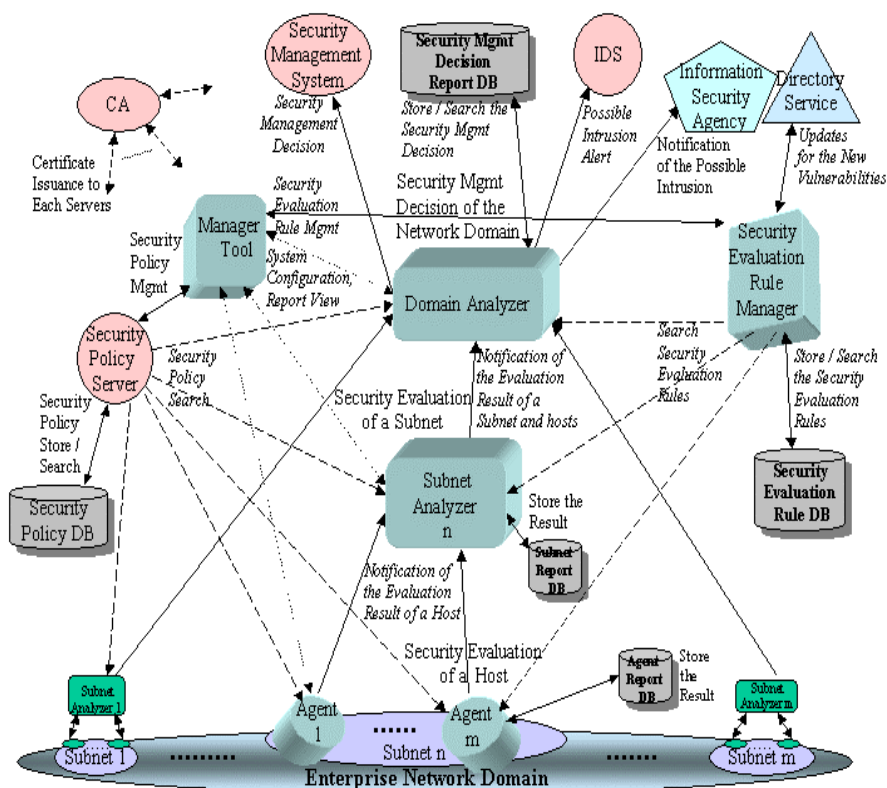 Security
Management
System
Security Mgmt
Decision
Report DB
IDS
Information
Security
Agency
Directory
Service
CA
Security
Management
Decision
Store / Search the
Security Mgmt
Decision
Possible
Intrusion
Alert
Notification
of the Possible
Intrusion
Updates
for the New
Vulnerabilities
Certificate
Issuance to
Each Servers
Security
Evaluation
Rule Mgmt
Security Mgmt
Decision of the
Network Domain
Manager
Tool
Security
Policy
Mgmt
System
Configuration,
Report View
Domain Analyzer
Security
Evaluation
Rule
Manager
Security
Policy
Server
Security
Policy
Search
Notification of
the Evaluation
Result of a
Subnet and hosts
Search
Security
Evaluation
Rules
Store / Search
the Security
Evaluation
Rules
Security
Policy
Store /
Search
Security Evaluation
of a Subnet
Subnet
Analyzer
n
Security
Policy DB
Store the
Result
Subnet
Report
DB
Security
Evaluation
Rule DB
Notification of
the Evaluation
Result of a Host
Security Evaluation
of a Host
Agent
Report
DB
Store
the
Result
Subnet
Analyzer 1
Agent
1
......
Agent
m
Subnet
Analyzer m
Subnet 1
.........
Subnet n
.........
Subnet m
Enterprise Network Domain